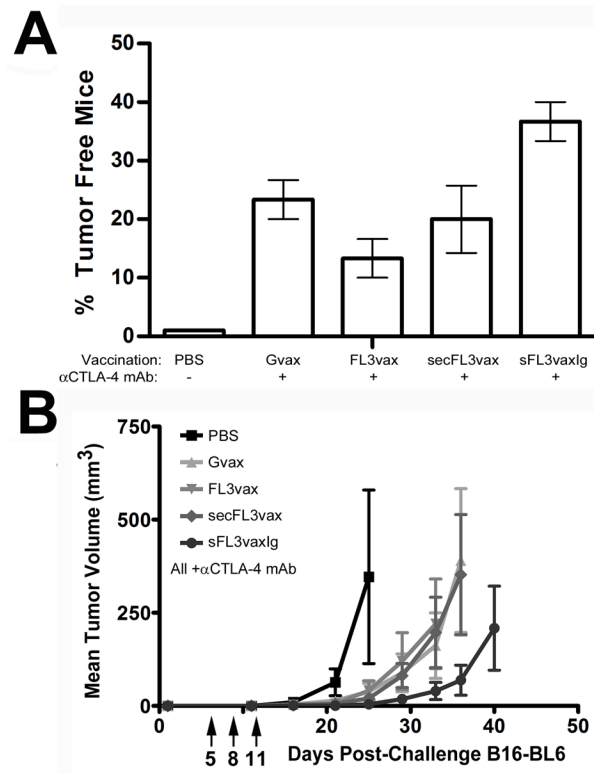 A
% Tumor Free Mice
50
40
30
20
10
0
Vaccination: PBS Gvax FL3vax secFL3vax sFL3vaxIg
αCTLA-4 mAb: - + + + +
B
Mean Tumor Volume (mm³)
750
500
250
0
PBS
Gvax
FL3vax
secFL3vax
sFL3vaxIg
All +αCTLA-4 mAb
0 20 30 40 50
5 8 11 Days Post-Challenge B16-BL6